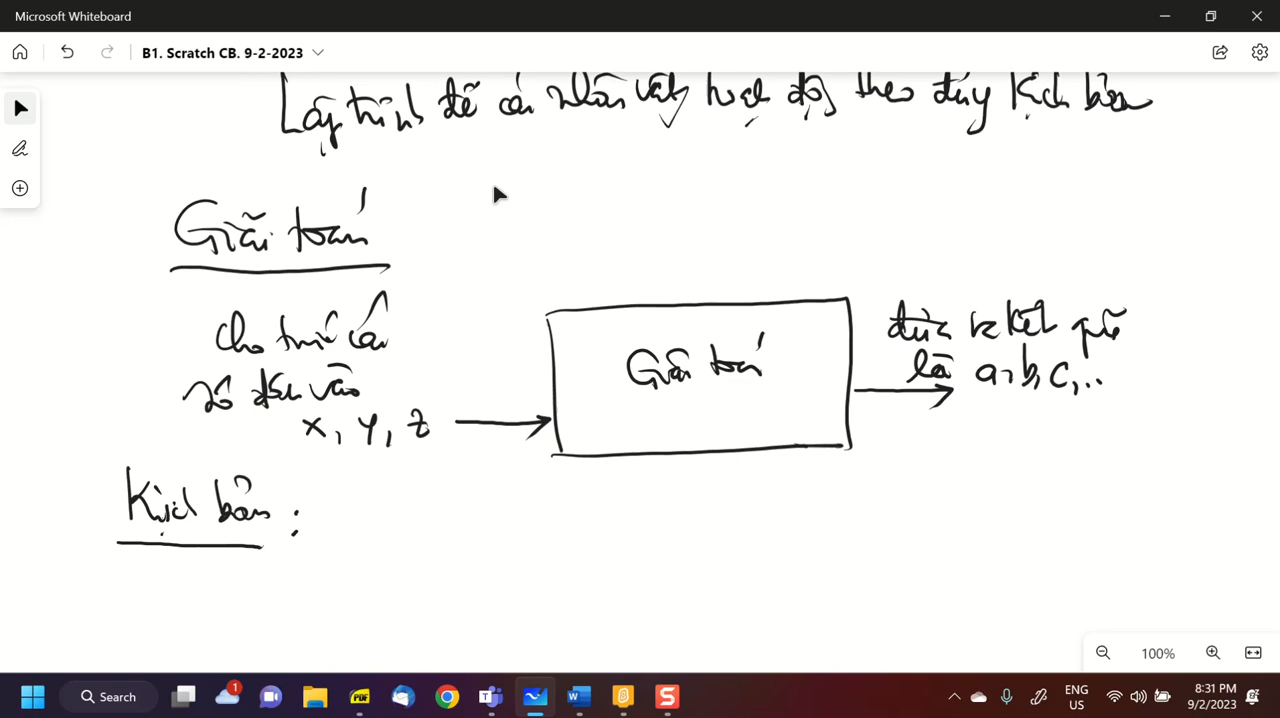 Microsoft Whiteboard
B1. Scratch CB. 9-2-2023
Lập trình để các nhân vật hoạt động theo đúng kịch bản
Giải toán
cho trước các
số đầu vào
x, y, z
Giải toán
đưa ra kết quả
là a, b, c,..
Kịch bản :
100%
1
Search
PDF
W
S
ENG
US
8:31 PM
9/2/2023